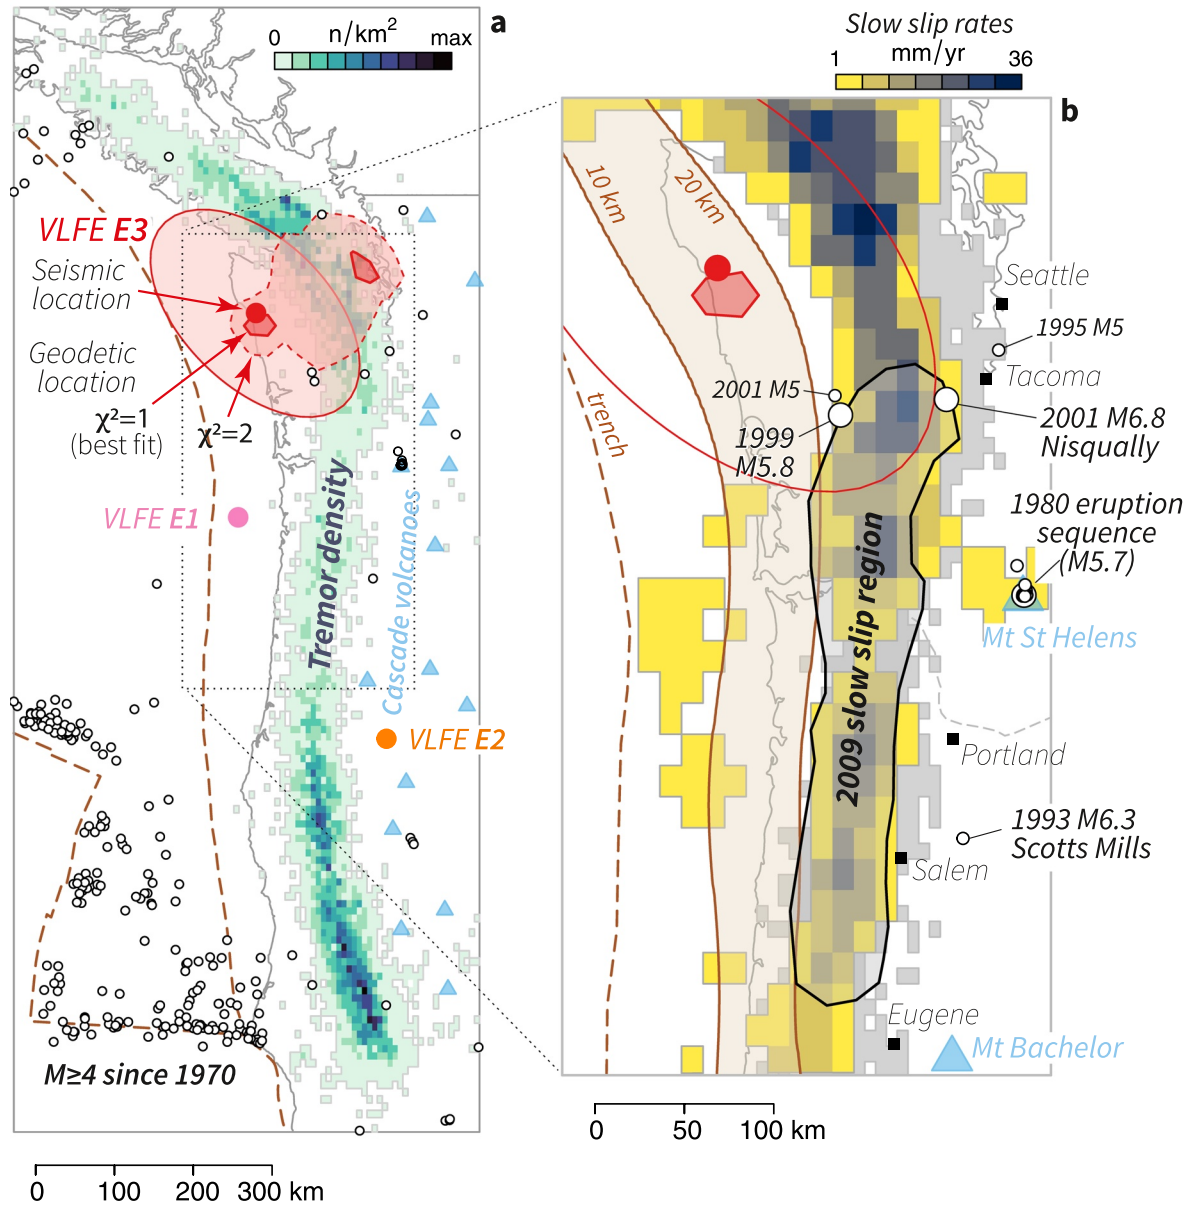 a
0 n/km² max
VLFE E3
Seismic
location
Geodetic
location
χ²=1
(best fit)
χ²=2
VLFE E1
Tremor density
Cascade volcanoes
VLFE E2
M≥4 since 1970
0 100 200 300 km
Slow slip rates
mm/yr
1 36
b
10 km
20 km
trench
Seattle
1995 M5
Tacoma
2001 M5
1999
M5.8
2001 M6.8
Nisqually
1980 eruption
sequence
(M5.7)
Mt St Helens
2009 slow slip region
Portland
1993 M6.3
Scotts Mills
Salem
Eugene
Mt Bachelor
0 50 100 km